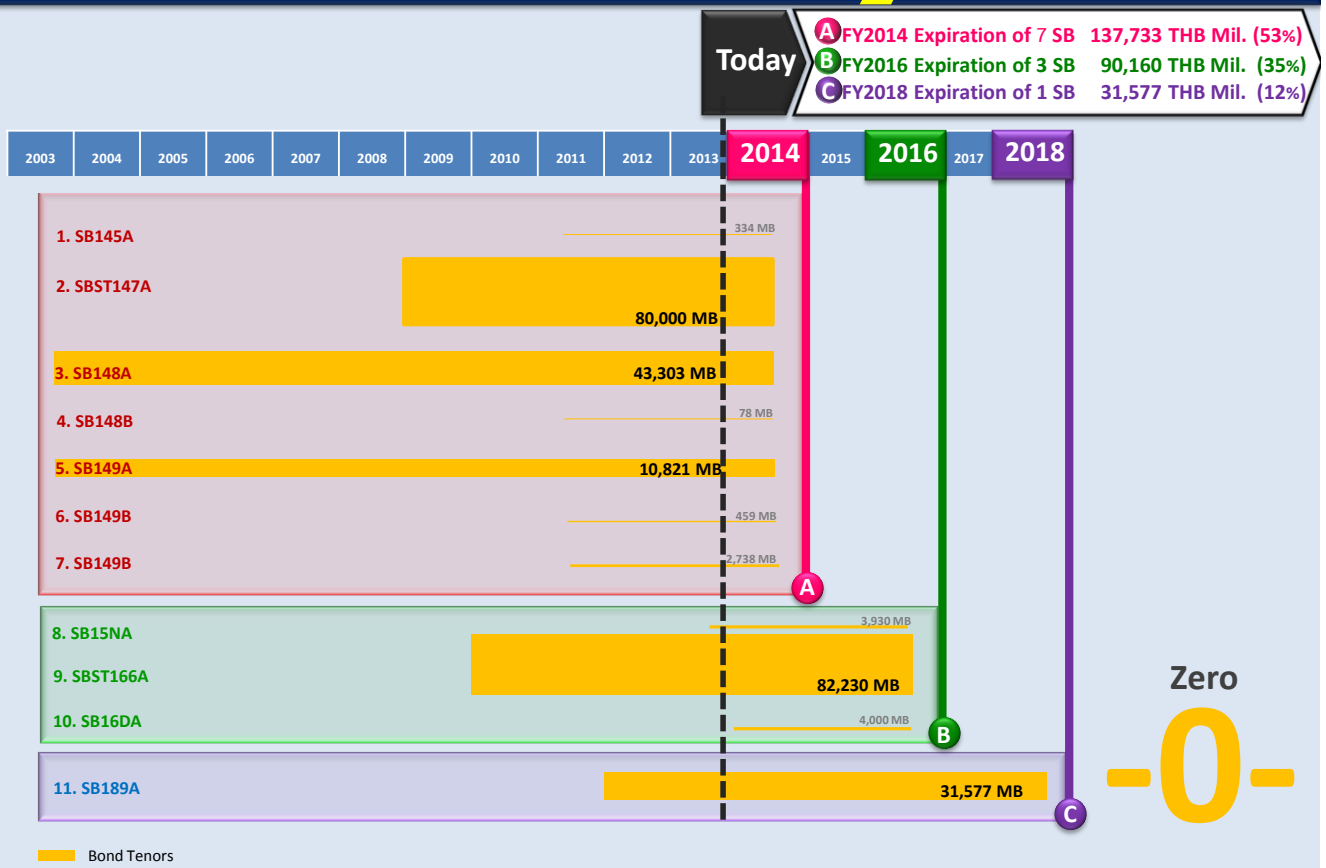 Today
A FY2014 Expiration of 7 SB 137,733 THB Mil. (53%)
B FY2016 Expiration of 3 SB 90,160 THB Mil. (35%)
C FY2018 Expiration of 1 SB 31,577 THB Mil. (12%)
2003 2004 2005 2006 2007 2008 2009 2010 2011 2012 2013 2014 2015 2016 2017 2018
1. SB145A 334 MB
2. SBST147A
80,000 MB
3. SB148A 43,303 MB
4. SB148B 78 MB
5. SB149A 10,821 MB
6. SB149B 459 MB
7. SB149B 2,738 MB
A
8. SB15NA 3,930 MB
9. SBST166A 82,230 MB
10. SB16DA 4,000 MB
B
Zero
-0-
11. SB189A 31,577 MB
C
Bond Tenors